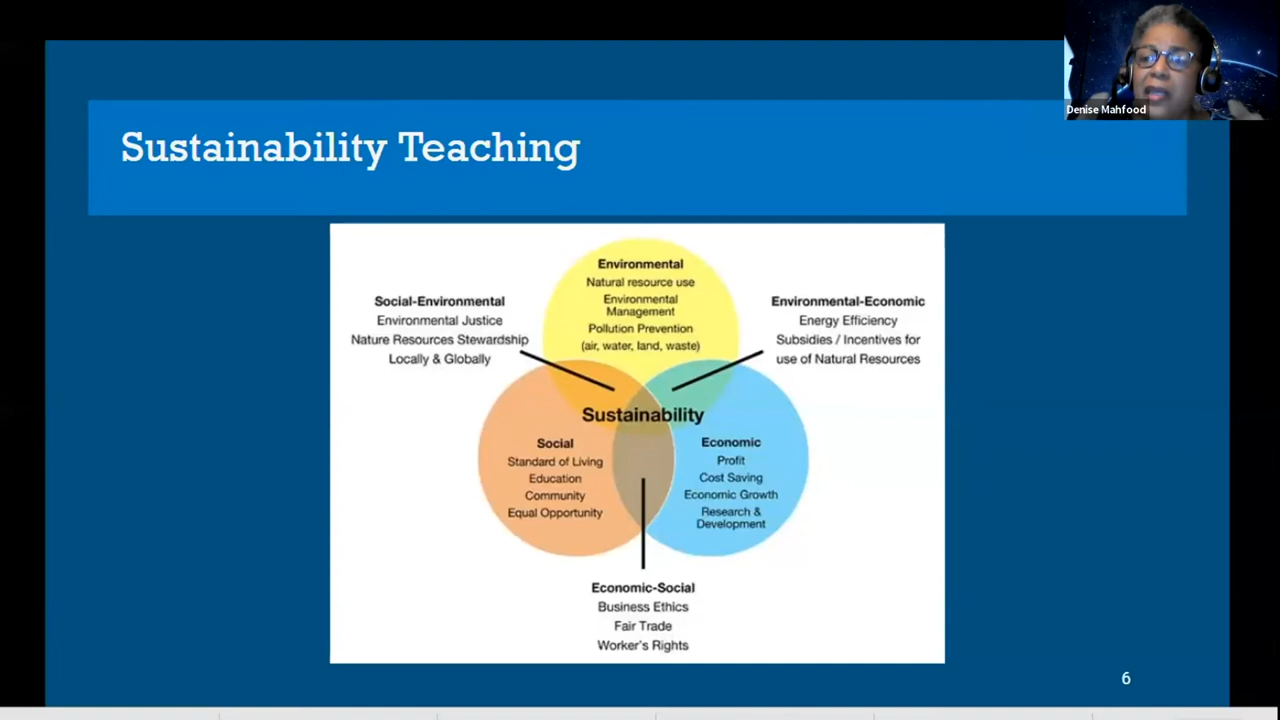 Denise Mahfood
Sustainability Teaching
Environmental
Natural resource use
Environmental
Management
Pollution Prevention
(air, water, land, waste)
Social-Environmental
Environmental Justice
Nature Resources Stewardship
Locally & Globally
Environmental-Economic
Energy Efficiency
Subsidies / Incentives for
use of Natural Resources
Sustainability
Social
Standard of Living
Education
Community
Equal Opportunity
Economic
Profit
Cost Saving
Economic Growth
Research &
Development
Economic-Social
Business Ethics
Fair Trade
Worker's Rights
6